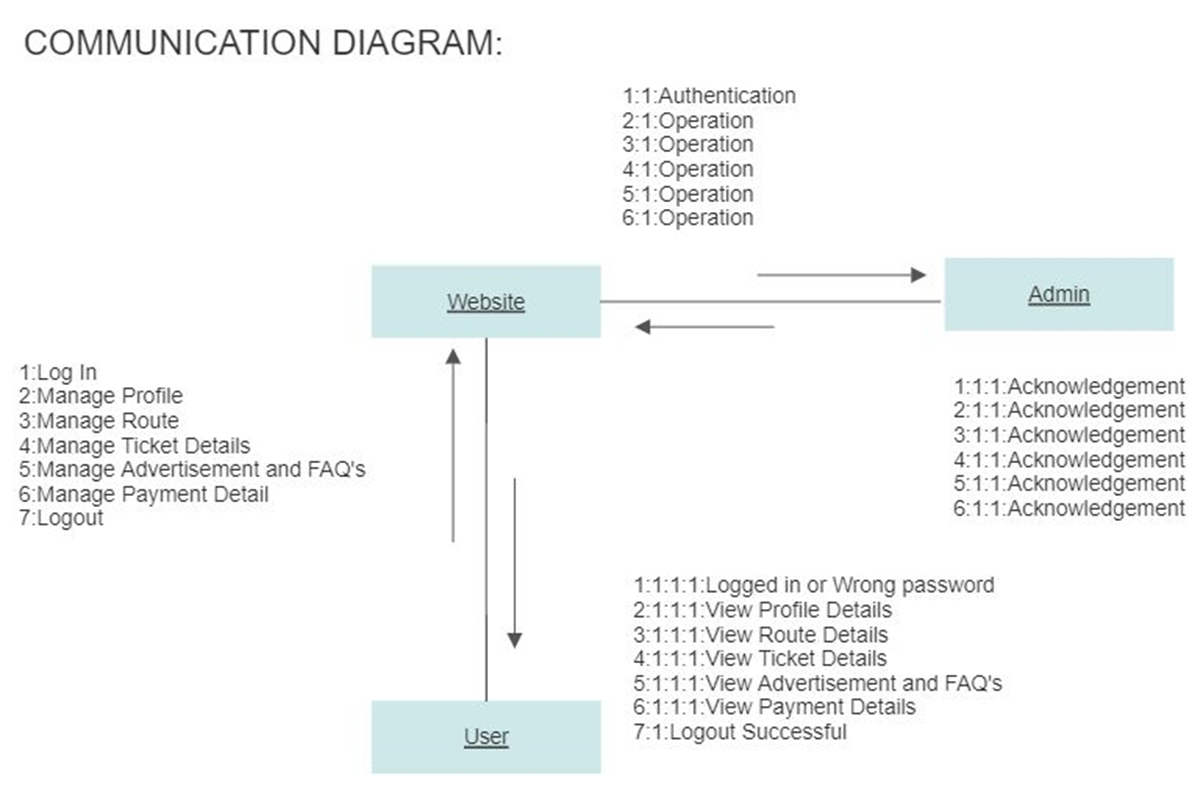 COMMUNICATION DIAGRAM:
1:1:Authentication
2:1:Operation
3:1:Operation
4:1:Operation
5:1:Operation
6:1:Operation
Website
Admin
1:Log In
2:Manage Profile
3:Manage Route
4:Manage Ticket Details
5:Manage Advertisement and FAQ's
6:Manage Payment Detail
7:Logout
1:1:1:Acknowledgement
2:1:1:Acknowledgement
3:1:1:Acknowledgement
4:1:1:Acknowledgement
5:1:1:Acknowledgement
6:1:1:Acknowledgement
1:1:1:1:Logged in or Wrong password
2:1:1:1:View Profile Details
3:1:1:1:View Route Details
4:1:1:1:View Ticket Details
5:1:1:1:View Advertisement and FAQ's
6:1:1:1:View Payment Details
7:1:Logout Successful
User